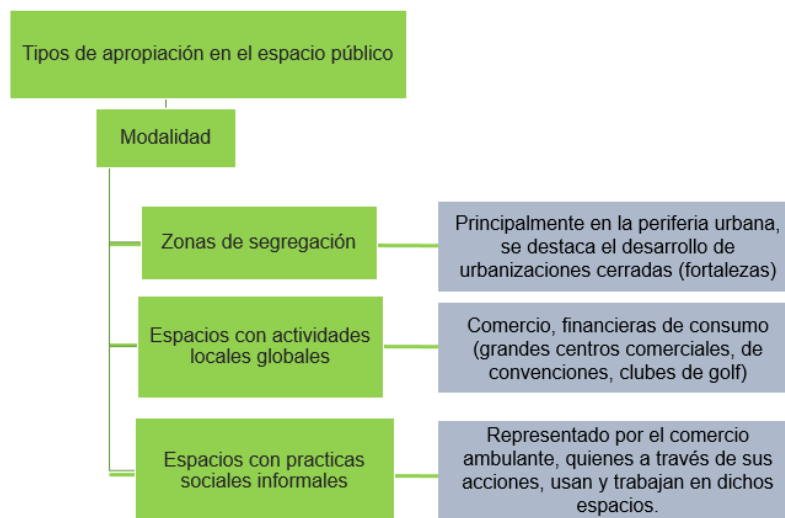 Tipos de apropiación en el espacio público
Modalidad
Zonas de segregación
Principalmente en la periferia urbana,
se destaca el desarrollo de
urbanizaciones cerradas (fortalezas)
Espacios con actividades
locales globales
Comercio, financieras de consumo
(grandes centros comerciales, de
convenciones, clubes de golf)
Espacios con practicas
sociales informales
Representado por el comercio
ambulante, quienes a través de sus
acciones, usan y trabajan en dichos
espacios.